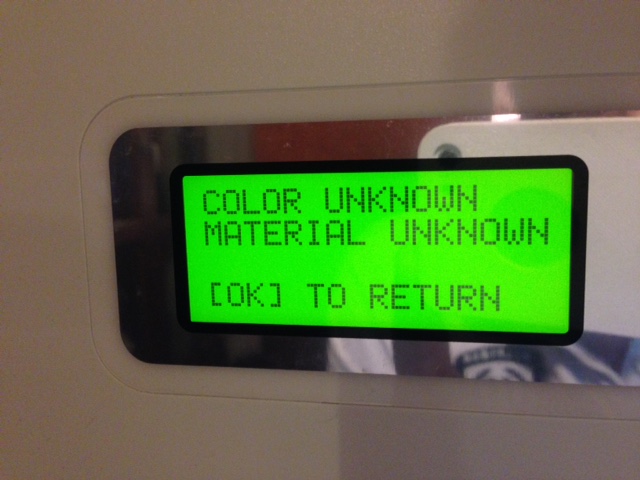 COLOR UNKNOWN
MATERIAL UNKNOWN
[OK] TO RETURN